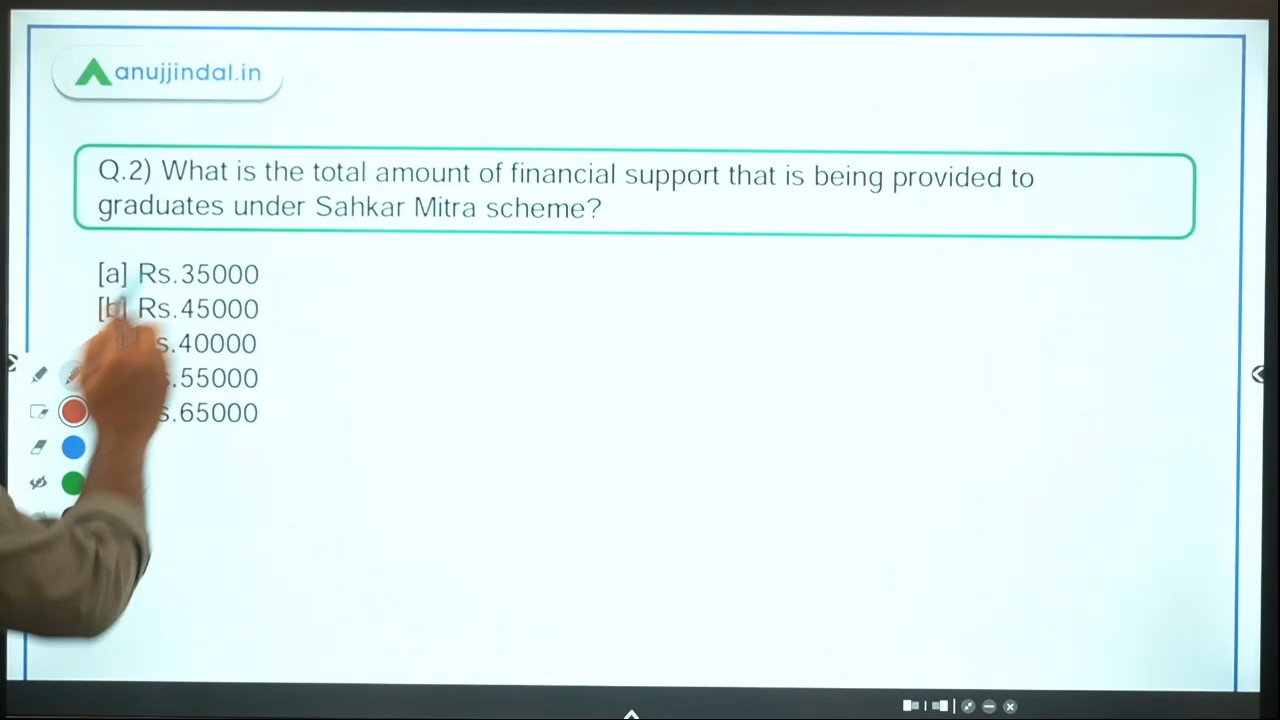 anujjindal.in
Q.2) What is the total amount of financial support that is being provided to
graduates under Sahkar Mitra scheme?
[a] Rs.35000
[b] Rs.45000
s.40000
.55000
s.65000